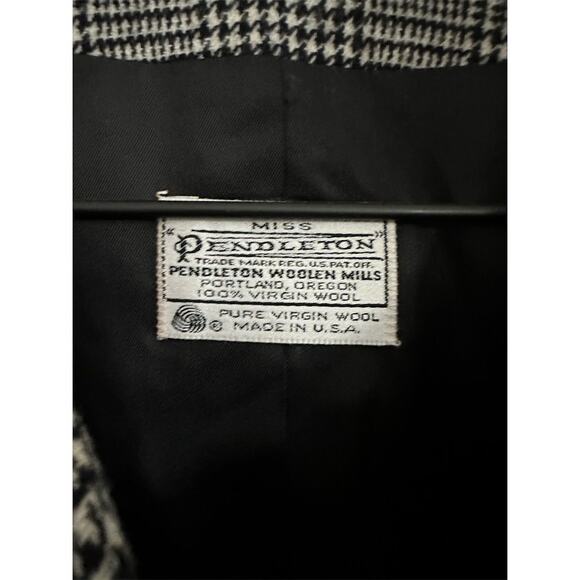 MISS
"PENDLETON"
TRADE MARK REG. U.S. PAT. OFF.
PENDLETON WOOLEN MILLS
PORTLAND, OREGON
100% VIRGIN WOOL
® PURE VIRGIN WOOL
MADE IN U.S.A.